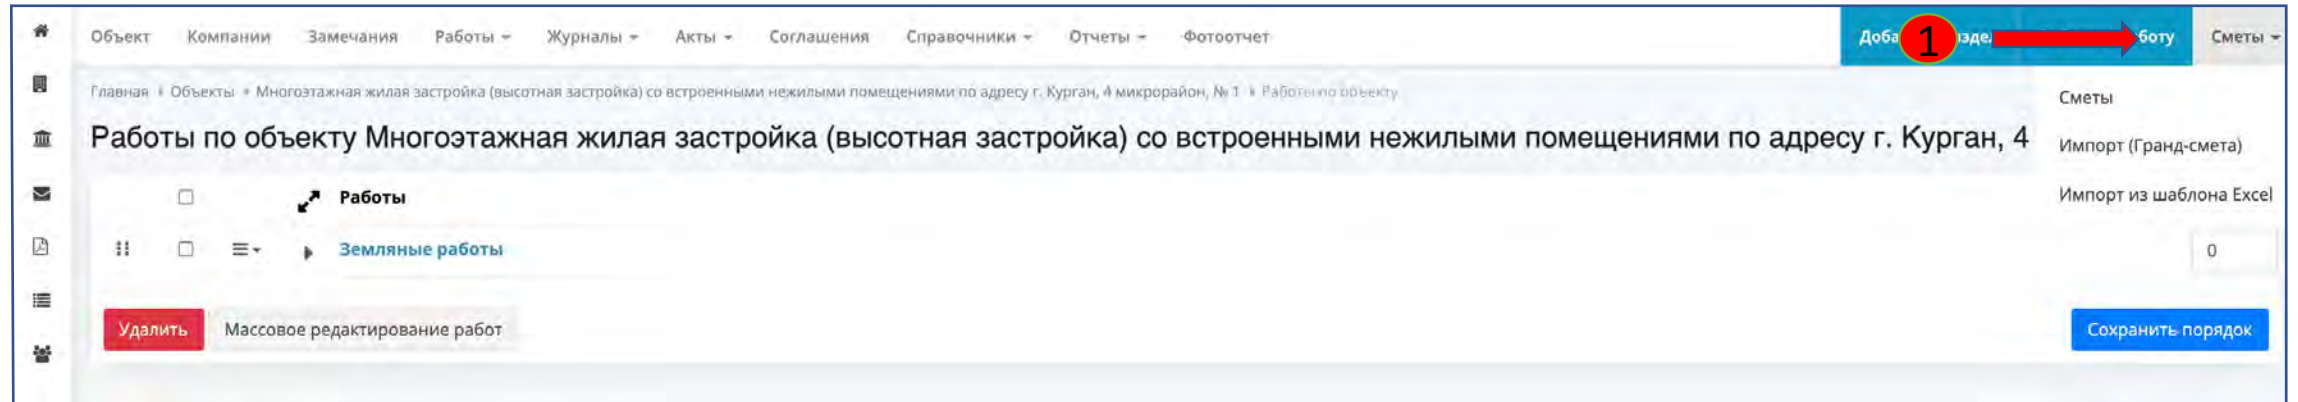 Объект Компании Замечания Работы Журналы Акты Соглашения Справочники Отчеты Фотоотчет 1 Сметы
Главная Объекты Многоэтажная жилая застройка (высотная застройка) со встроенными нежилыми помещениями по адресу г. Курган, 4 микрорайон, № 1 Работы по объекту
Сметы
Работы по объекту Многоэтажная жилая застройка (высотная застройка) со встроенными нежилыми помещениями по адресу г. Курган, 4
Импорт (Гранд-смета)
Работы
Импорт из шаблона Excel
Земляные работы 0
Удалить Массовое редактирование работ Сохранить порядок